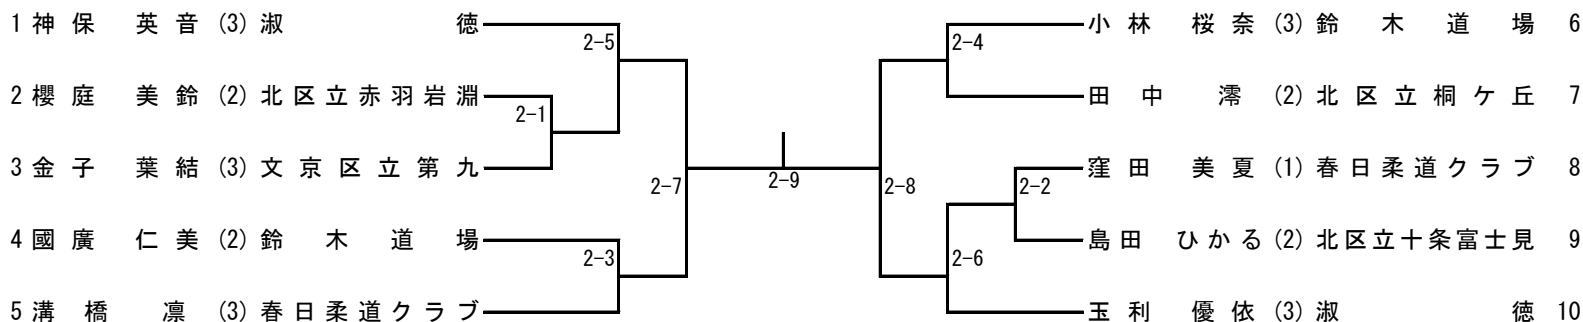 1 神保 英音 (3) 淑徳
2-5
2 櫻庭 美鈴 (2) 北区立赤羽岩淵
2-1
3 金子 葉結 (3) 文京区立第九
2-7
4 國廣 仁美 (2) 鈴木道場
2-3
5 溝橋 凛 (3) 春日柔道クラブ
2-9
小林 桜奈 (3) 鈴木道場 6
2-4
田中 澪 (2) 北区立桐ケ丘 7
窪田 美夏 (1) 春日柔道クラブ 8
2-2
2-8
島田 ひかる (2) 北区立十条富士見 9
2-6
玉利 優依 (3) 淑徳 10